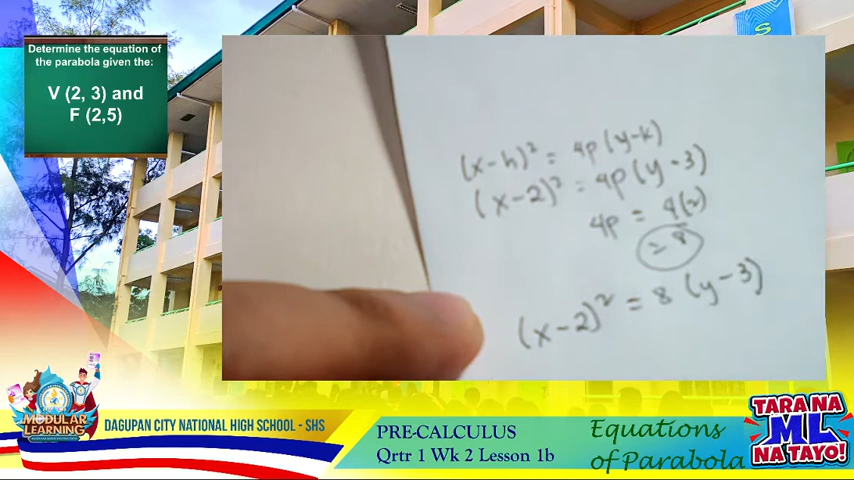 Determine the equation of
the parabola given the:
V (2, 3) and
F (2,5)
(x-h)² = 4p(y-k)
(x-2)² = 4p(y-3)
4p = 4(2)
= 8
(x-2)² = 8 (y-3)
MODULAR
LEARNING
DAGUPAN CITY NATIONAL HIGH SCHOOL - SHS
PRE-CALCULUS
Qrtr 1 Wk 2 Lesson 1b
Equations
of Parabola
TARA NA
ML
NA TAYO!